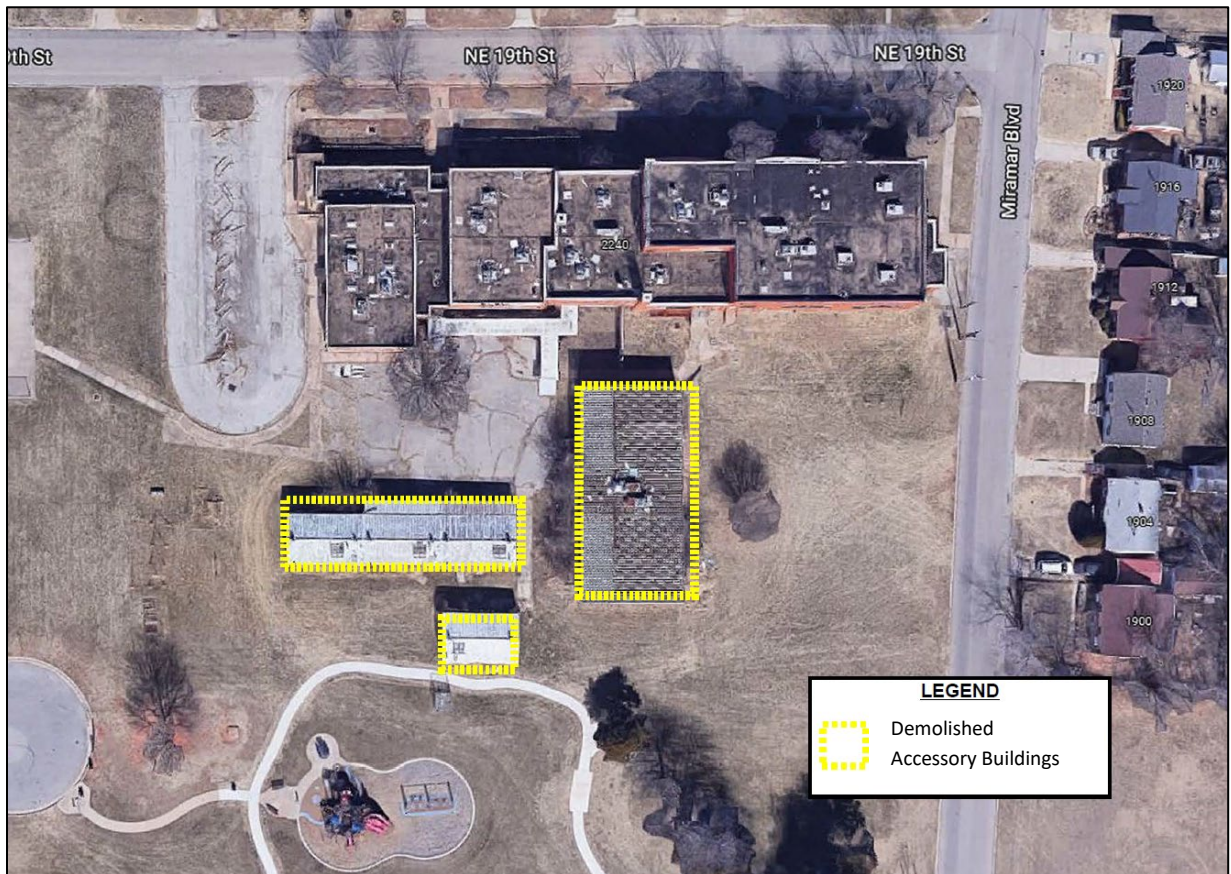 9th St
NE 19th St
NE 19th St
Miramar Blvd
1920
1916
2240
1912
1908
1904
1900
LEGEND
Demolished
Accessory Buildings